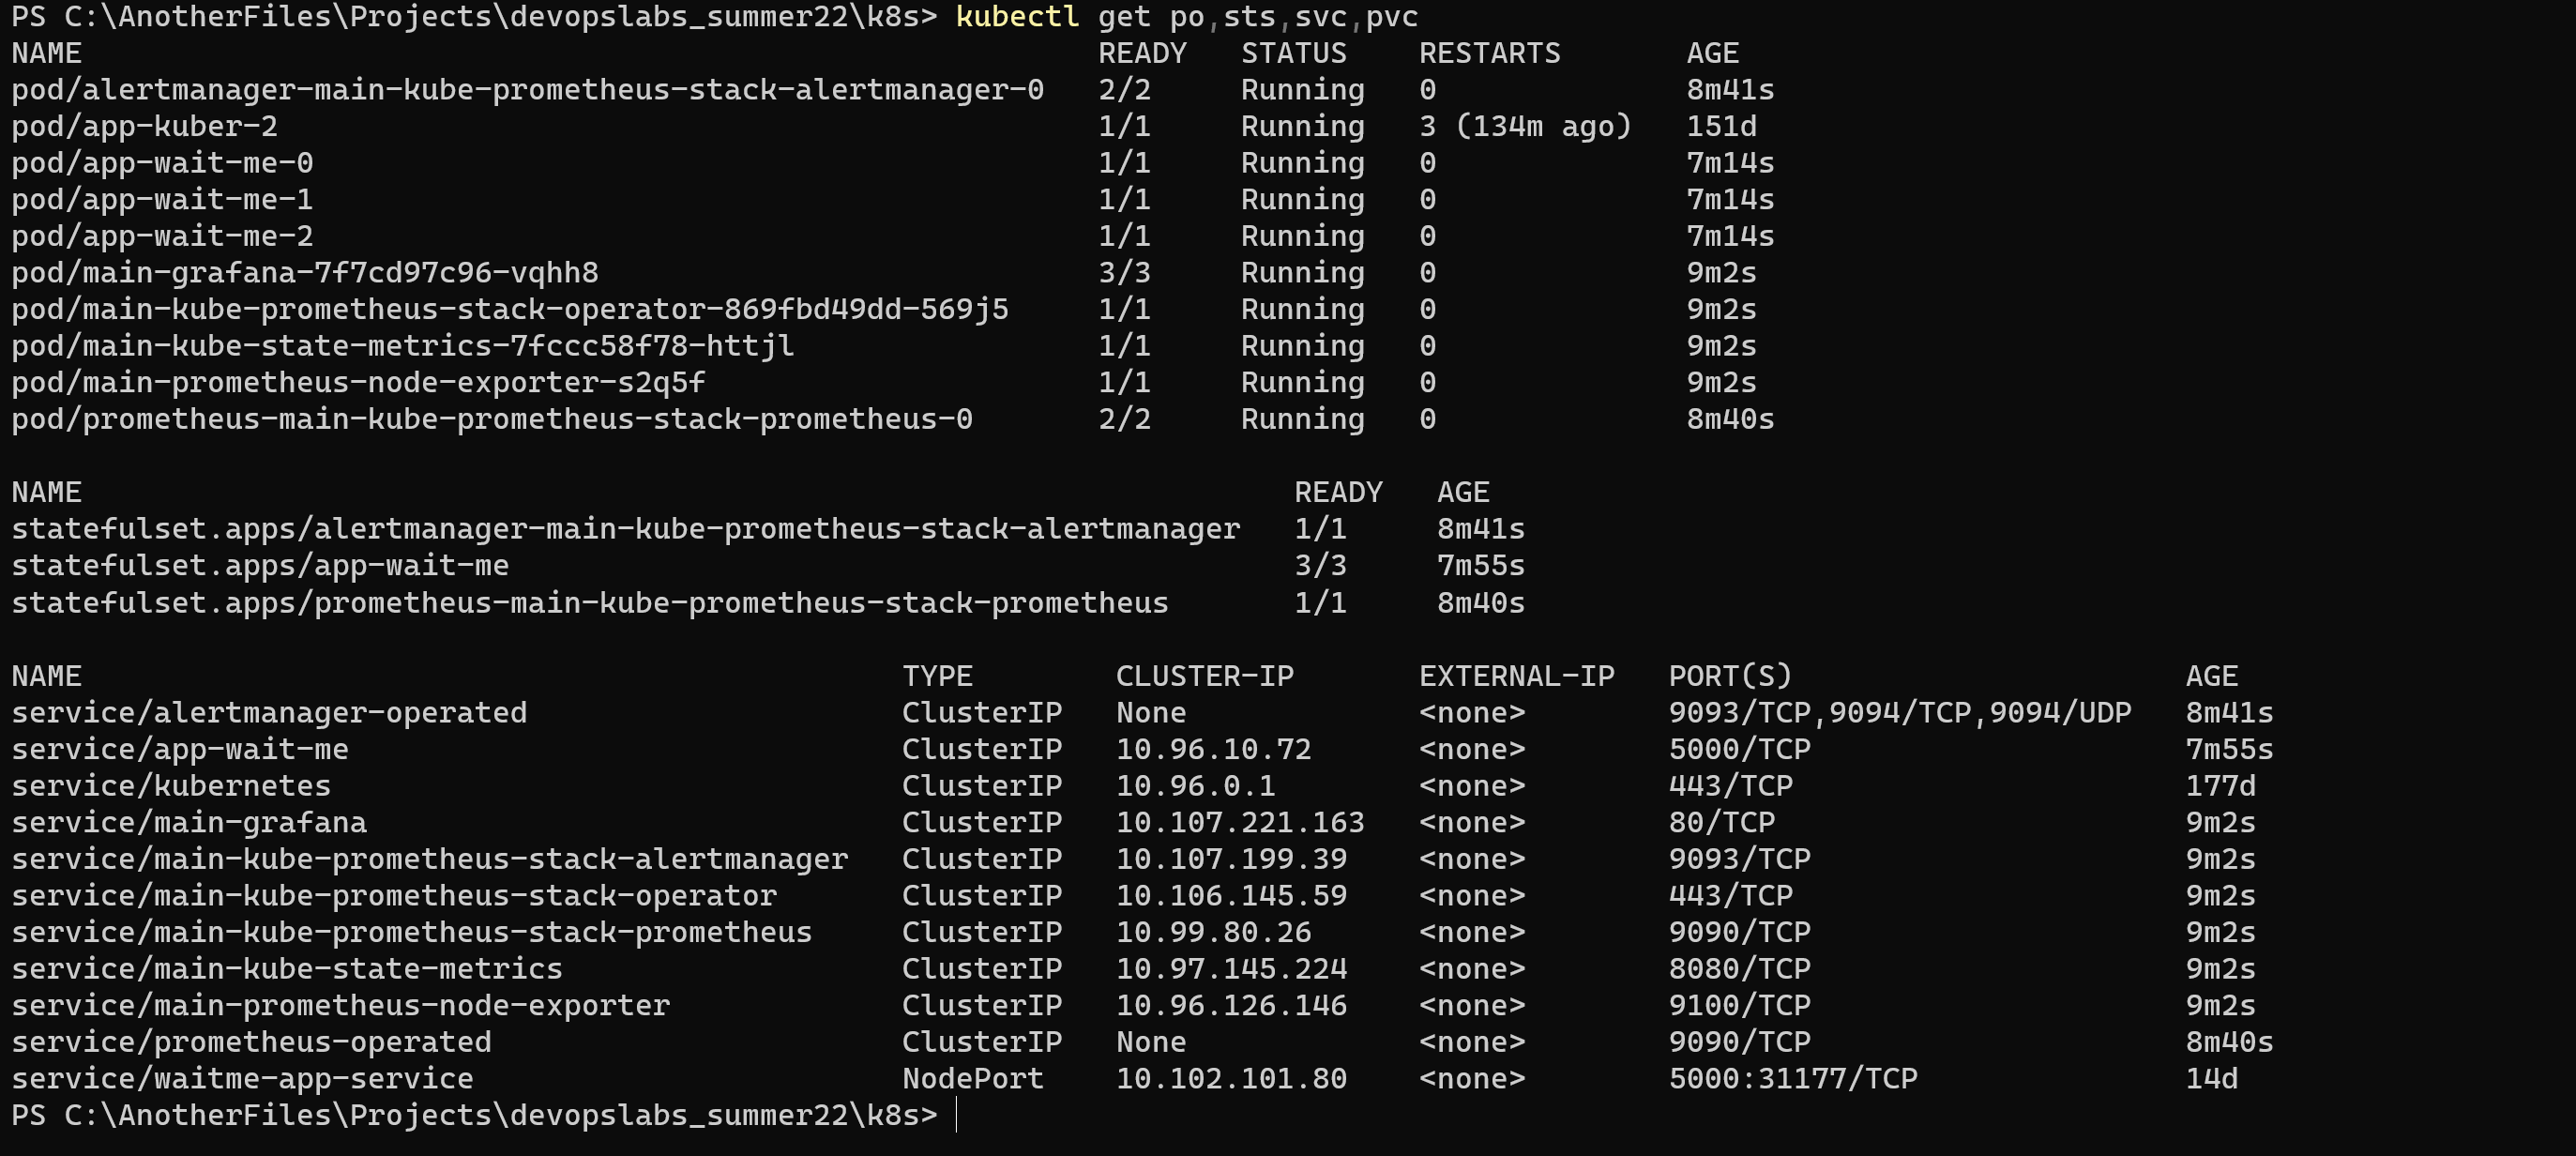 PS C:\AnotherFiles\Projects\devopslabs_summer22\k8s> kubectl get po,sts,svc,pvc
NAME                                                         READY   STATUS    RESTARTS       AGE
pod/alertmanager-main-kube-prometheus-stack-alertmanager-0   2/2     Running   0              8m41s
pod/app-kuber-2                                              1/1     Running   3 (134m ago)   151d
pod/app-wait-me-0                                            1/1     Running   0              7m14s
pod/app-wait-me-1                                            1/1     Running   0              7m14s
pod/app-wait-me-2                                            1/1     Running   0              7m14s
pod/main-grafana-7f7cd97c96-vqhh8                            3/3     Running   0              9m2s
pod/main-kube-prometheus-stack-operator-869fbd49dd-569j5     1/1     Running   0              9m2s
pod/main-kube-state-metrics-7fccc58f78-httjl                 1/1     Running   0              9m2s
pod/main-prometheus-node-exporter-s2q5f                      1/1     Running   0              9m2s
pod/prometheus-main-kube-prometheus-stack-prometheus-0       2/2     Running   0              8m40s
NAME                                                                    READY   AGE
statefulset.apps/alertmanager-main-kube-prometheus-stack-alertmanager   1/1     8m41s
statefulset.apps/app-wait-me                                            3/3     7m55s
statefulset.apps/prometheus-main-kube-prometheus-stack-prometheus       1/1     8m40s
NAME                                              TYPE        CLUSTER-IP       EXTERNAL-IP   PORT(S)                      AGE
service/alertmanager-operated                     ClusterIP   None             <none>        9093/TCP,9094/TCP,9094/UDP   8m41s
service/app-wait-me                               ClusterIP   10.96.10.72      <none>        5000/TCP                     7m55s
service/kubernetes                                ClusterIP   10.96.0.1        <none>        443/TCP                      177d
service/main-grafana                              ClusterIP   10.107.221.163   <none>        80/TCP                       9m2s
service/main-kube-prometheus-stack-alertmanager   ClusterIP   10.107.199.39    <none>        9093/TCP                     9m2s
service/main-kube-prometheus-stack-operator       ClusterIP   10.106.145.59    <none>        443/TCP                      9m2s
service/main-kube-prometheus-stack-prometheus     ClusterIP   10.99.80.26      <none>        9090/TCP                     9m2s
service/main-kube-state-metrics                   ClusterIP   10.97.145.224    <none>        8080/TCP                     9m2s
service/main-prometheus-node-exporter             ClusterIP   10.96.126.146    <none>        9100/TCP                     9m2s
service/prometheus-operated                       ClusterIP   None             <none>        9090/TCP                     8m40s
service/waitme-app-service                        NodePort    10.102.101.80    <none>        5000:31177/TCP               14d
PS C:\AnotherFiles\Projects\devopslabs_summer22\k8s>